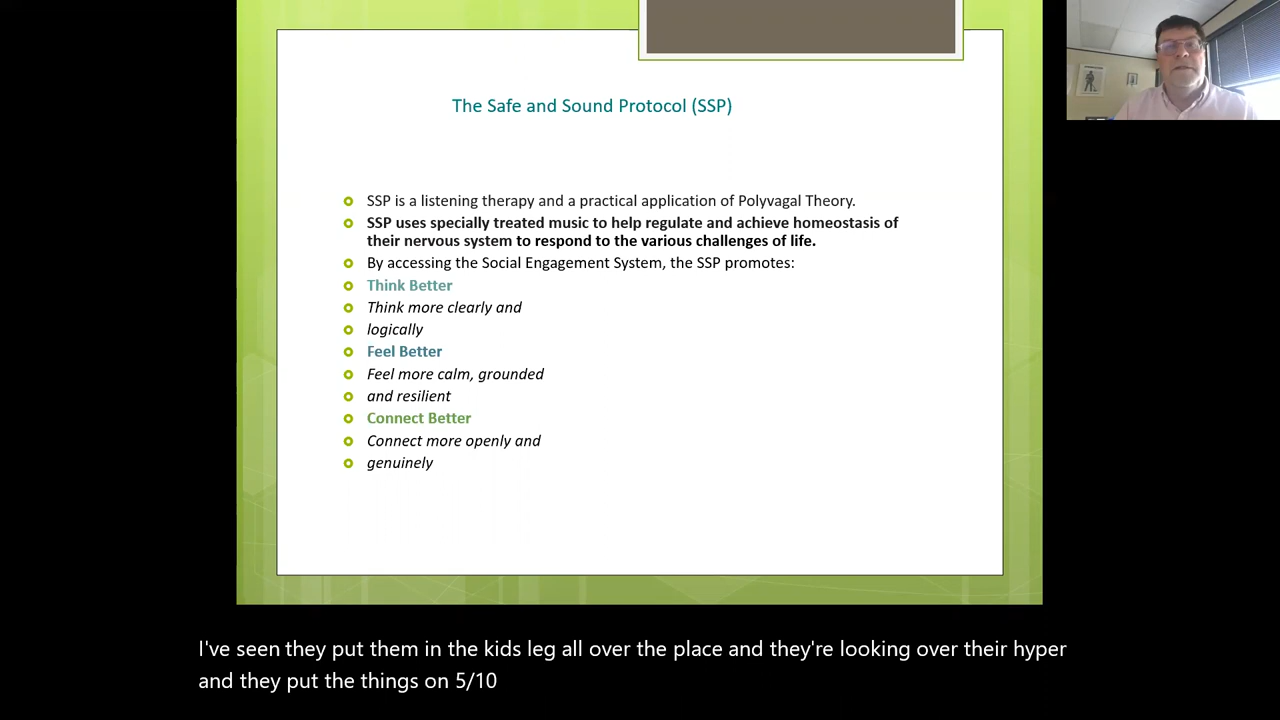 The Safe and Sound Protocol (SSP)
SSP is a listening therapy and a practical application of Polyvagal Theory.
SSP uses specially treated music to help regulate and achieve homeostasis of
their nervous system to respond to the various challenges of life.
By accessing the Social Engagement System, the SSP promotes:
Think Better
Think more clearly and
logically
Feel Better
Feel more calm, grounded
and resilient
Connect Better
Connect more openly and
genuinely
I've seen they put them in the kids leg all over the place and they're looking over their hyper
and they put the things on 5/10